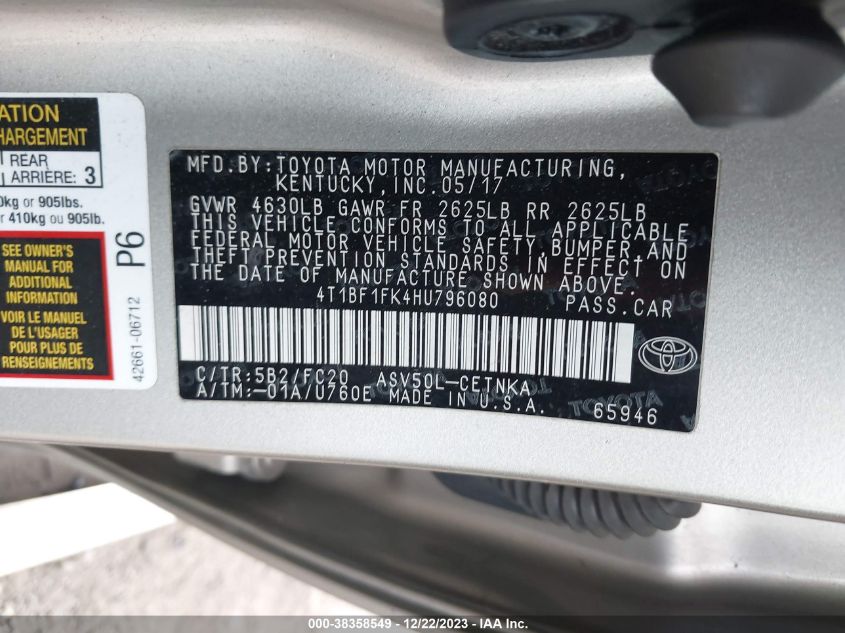 ATION
HARGEMENT
REAR
ARRIÈRE: 3
0kg or 905lbs.
r 410kg ou 905lb.
SEE OWNER'S
MANUAL FOR
ADDITIONAL
INFORMATION
VOIR LE MANUEL
DE L'USAGER
POUR PLUS DE
RENSEIGNEMENTS
P6
42661-06712
MFD.BY:TOYOTA MOTOR MANUFACTURING,
KENTUCKY,INC.05/17
GVWR 4630LB GAWR FR 2625LB RR 2625LB
THIS VEHICLE CONFORMS TO ALL APPLICABLE
FEDERAL MOTOR VEHICLE SAFETY,BUMPER,AND
THEFT PREVENTION STANDARDS IN EFFECT ON
THE DATE OF MANUFACTURE SHOWN ABOVE.
4T1BF1FK4HU796080 PASS.CAR
C/TR:5B2/FC20 ASV50L-CETNKA
A/TM:-01A/U760E MADE IN U.S.A. 65946
TOYOTA
00000-38358549 - 12/22/2023 - IAA Inc.